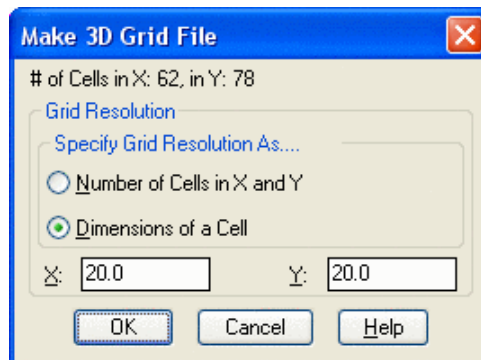 Make 3D Grid File
# of Cells in X: 62, in Y: 78
Grid Resolution
Specify Grid Resolution As....
Number of Cells in X and Y
Dimensions of a Cell
X: 20.0 Y: 20.0
OK Cancel Help